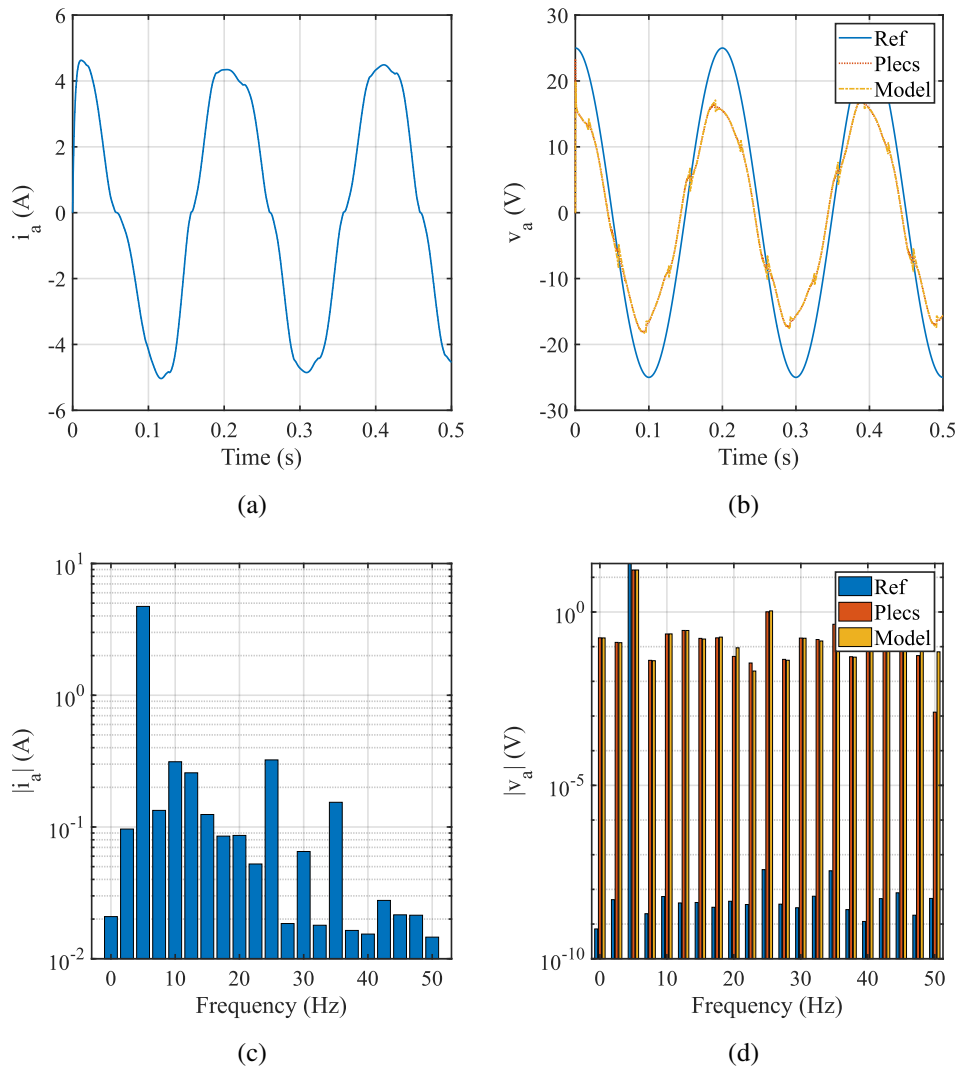 6
4
2
0
-2
-4
-6
0
0.1
0.2
0.3
0.4
0.5
i_a (A)
Time (s)
(a)
30
20
10
0
-10
-20
-30
0
0.1
0.2
0.3
0.4
0.5
v_a (V)
Time (s)
Ref
Plecs
Model
(b)
10^1
10^0
10^-1
10^-2
0
10
20
30
40
50
|i_a| (A)
Frequency (Hz)
(c)
10^0
10^-5
10^-10
0
10
20
30
40
50
|v_a| (V)
Frequency (Hz)
Ref
Plecs
Model
(d)